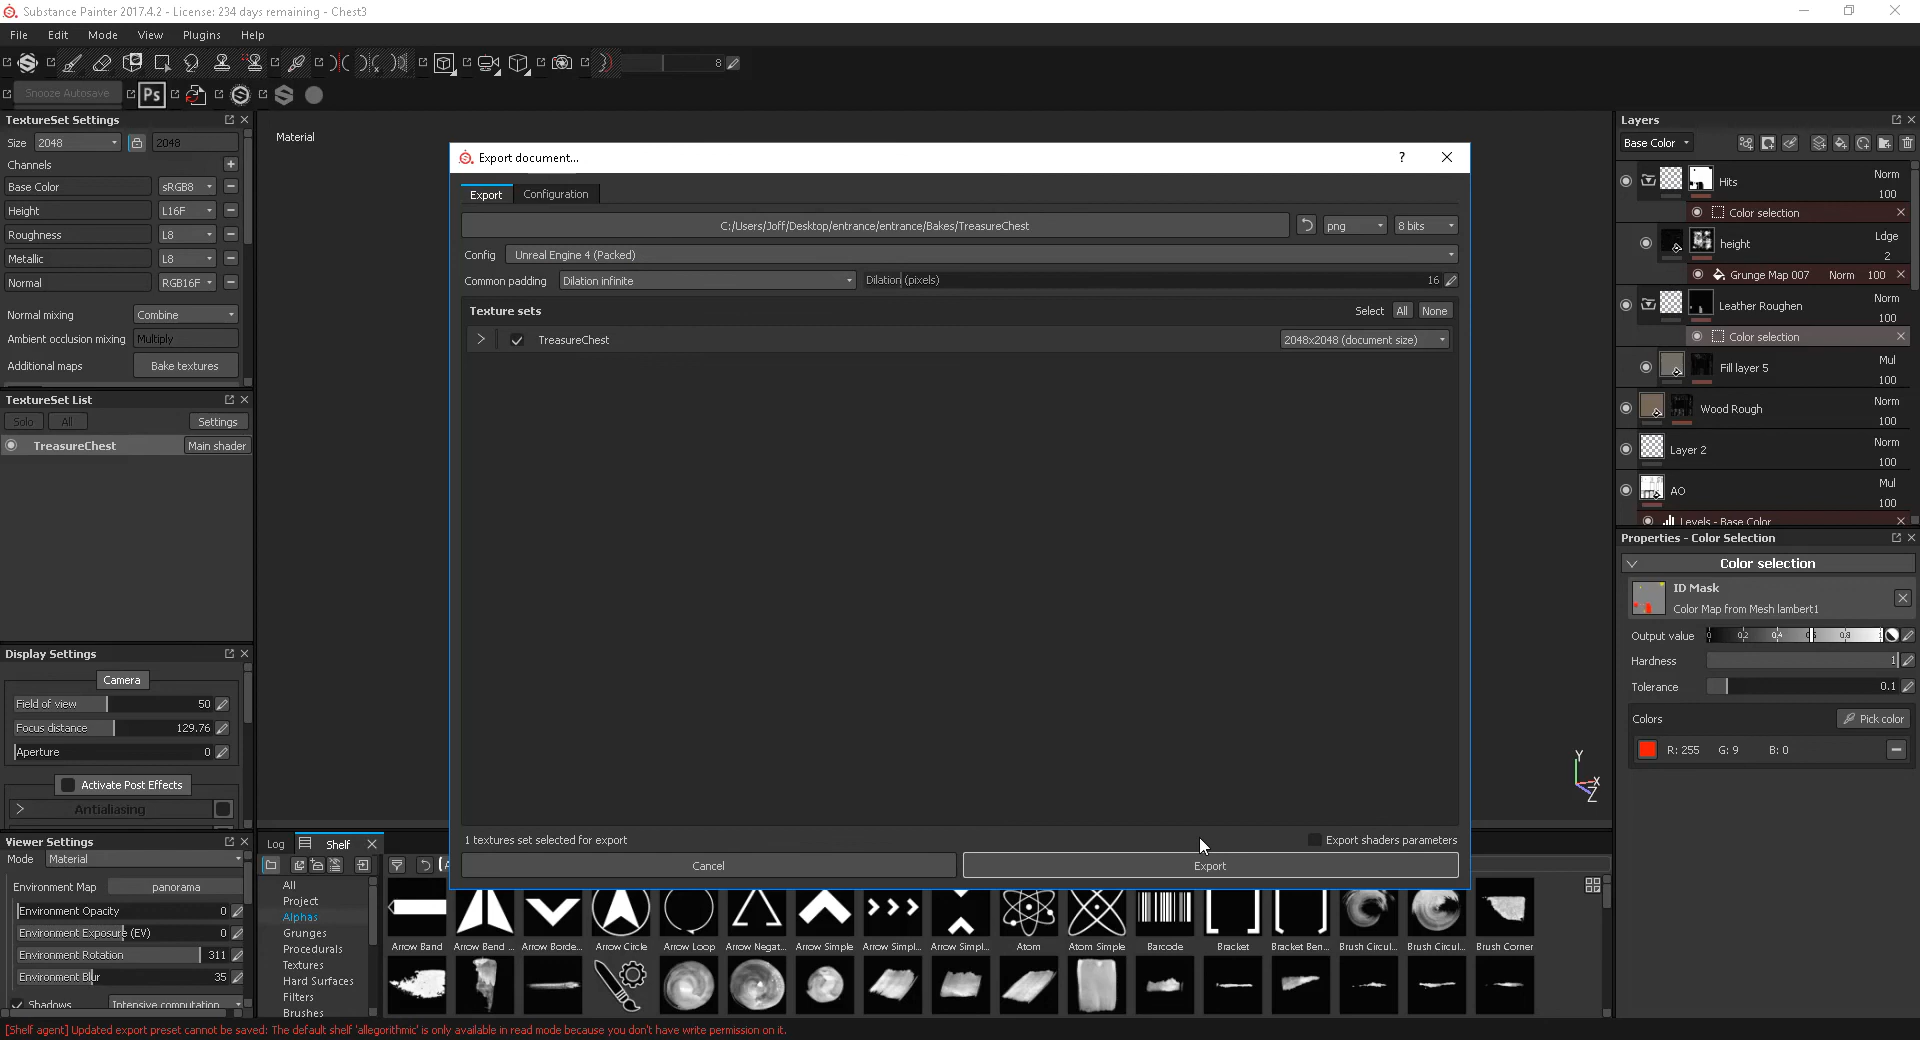 Substance Painter 2017.4.2 - License: 234 days remaining - Chest3
File Edit Mode View Plugins Help
8
Snooze Autosave Ps
TextureSet Settings
Size 2048 2048
Channels
Base Color sRGB8
Height L16F
Roughness L8
Metallic L8
Normal RGB16F
Normal mixing Combine
Ambient occlusion mixing Multiply
Additional maps Bake textures
TextureSet List
Solo All Settings
TreasureChest Main shader
Display Settings
Camera
Field of view 50
Focus distance 129.76
Aperture 0
Activate Post Effects
Antialiasing
Viewer Settings
Mode Material
Environment Map panorama
Environment Opacity 0
Environment Exposure (EV) 0
Environment Rotation 311
Environment Blur 35
Shadows Intensive computation
Material
Export document... ?
Export Configuration
C:/Users/Joff/Desktop/entrance/entrance/Bakes/TreasureChest png 8 bits
Config Unreal Engine 4 (Packed)
Common padding Dilation infinite Dilation (pixels) 16
Texture sets Select All None
TreasureChest 2048x2048 (document size)
1 textures set selected for export Export shaders parameters
Cancel Export
Y
X
Z
Log Shelf
All
Project
Alphas
Grunges
Procedurals
Textures
Hard Surfaces
Filters
Brushes
Arrow Band Arrow Bend ... Arrow Borde... Arrow Circle Arrow Loop Arrow Negat... Arrow Simple Arrow Simpl... Arrow Simpl... Atom Atom Simple Barcode Bracket Bracket Ben... Brush Circul... Brush Circul... Brush Corner
Layers
Base Color
Hits Norm 100
Color selection
height Ldge 2
Grunge Map 007 Norm 100
Leather Roughen Norm 100
Color selection
Fill layer 5 Mul 100
Wood Rough Norm 100
Layer 2 Norm 100
AO Mul 100
Levels - Base Color
Properties - Color Selection
Color selection
ID Mask
Color Map from Mesh lambert1
Output value 0 0.2 0.4 0.6 0.8 1
Hardness 1
Tolerance 0.1
Colors Pick color
R: 255 G: 9 B: 0
[Shelf agent] Updated export preset cannot be saved: The default shelf 'allegorithmic' is only available in read mode because you don't have write permission on it.